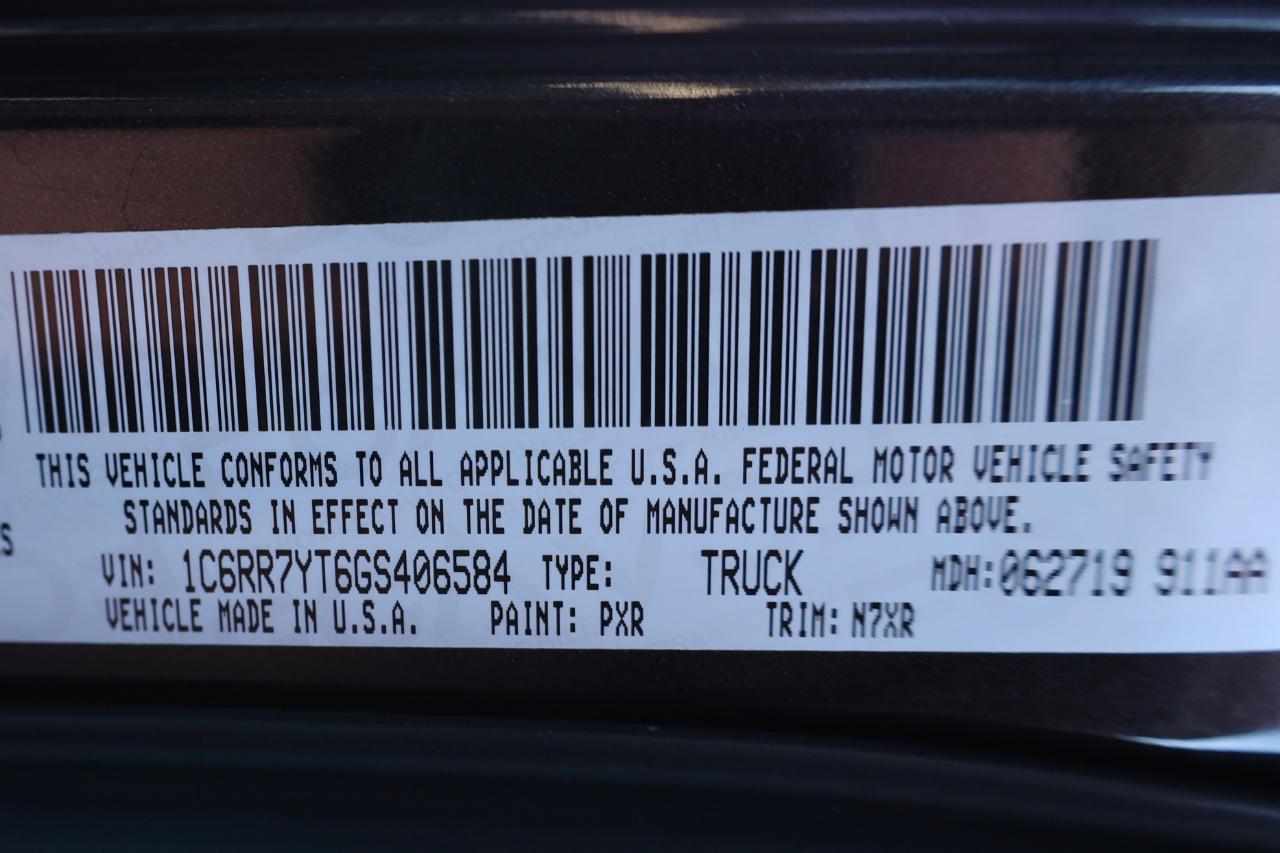 THIS VEHICLE CONFORMS TO ALL APPLICABLE U.S.A. FEDERAL MOTOR VEHICLE SAFETY
STANDARDS IN EFFECT ON THE DATE OF MANUFACTURE SHOWN ABOVE.
VIN: 1C6RR7YT6GS406584 TYPE: TRUCK MDH:062719 911AA
VEHICLE MADE IN U.S.A. PAINT: PXR TRIM: N7XR